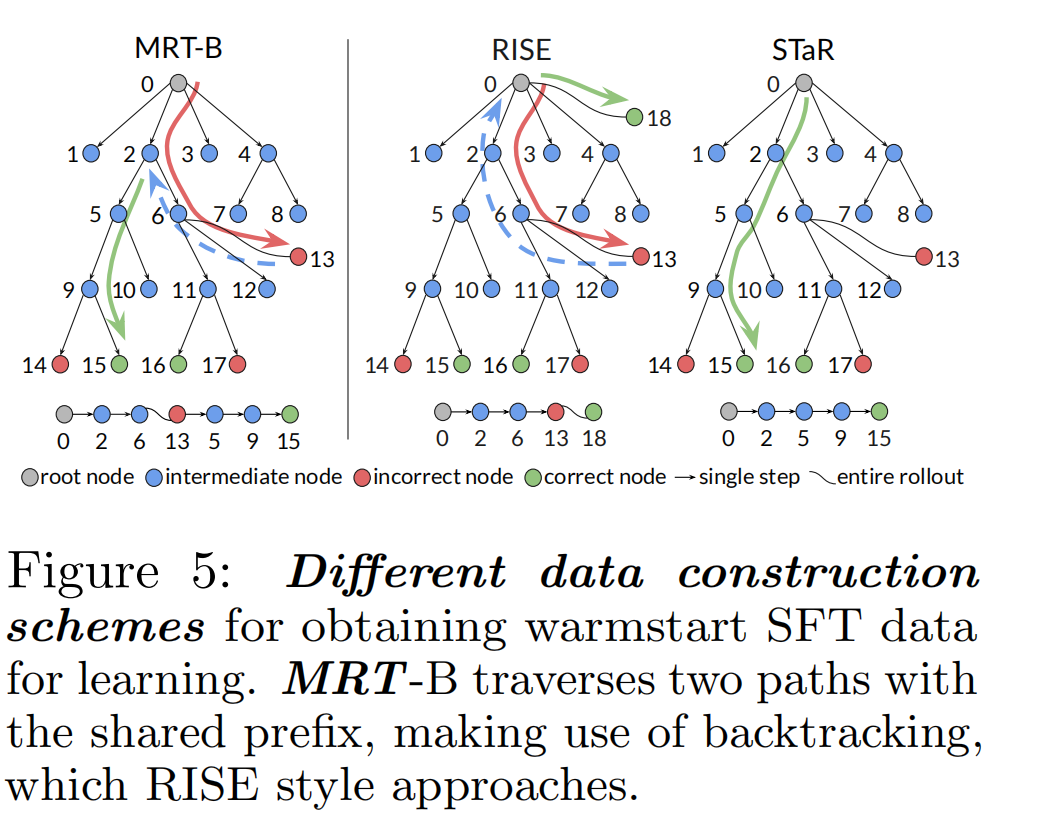 MRT-B RISE STaR
0 0 18 0
1 2 3 4 1 2 3 4 1 2 3 4
5 6 7 8 5 6 7 8 5 6 7 8
13 13 13
9 10 11 12 9 10 11 12 9 10 11 12
14 15 16 17 14 15 16 17 14 15 16 17
0 2 6 13 5 9 15 0 2 6 13 18 0 2 5 9 15
root node intermediate node incorrect node correct node single step entire rollout
Figure 5: Different data construction
schemes for obtaining warmstart SFT data
for learning. MRT-B traverses two paths with
the shared prefix, making use of backtracking,
which RISE style approaches.